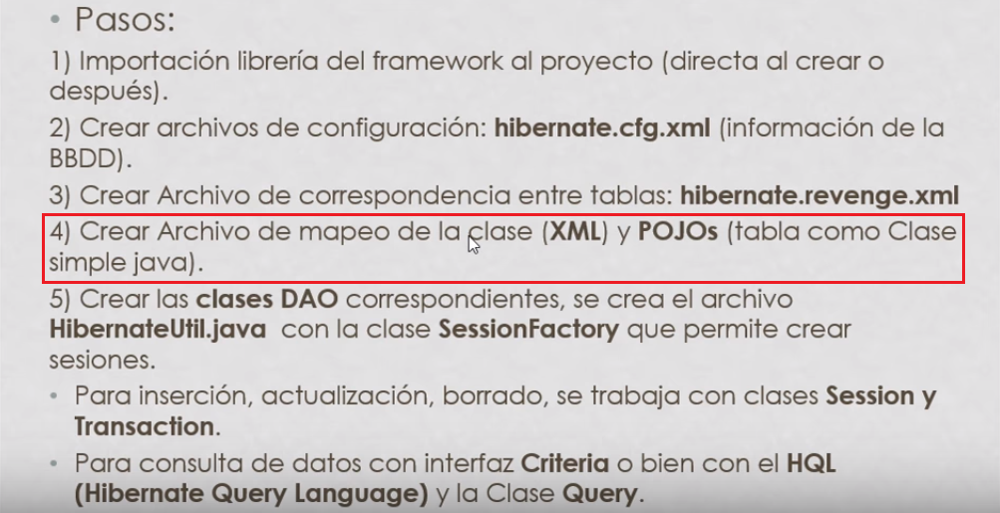 • Pasos:
1) Importación librería del framework al proyecto (directa al crear o
después).
2) Crear archivos de configuración: hibernate.cfg.xml (información de la
BBDD).
3) Crear Archivo de correspondencia entre tablas: hibernate.revenge.xml
4) Crear Archivo de mapeo de la clase (XML) y POJOs (tabla como Clase
simple java).
5) Crear las clases DAO correspondientes, se crea el archivo
HibernateUtil.java con la clase SessionFactory que permite crear
sesiones.
• Para inserción, actualización, borrado, se trabaja con clases Session y
Transaction.
• Para consulta de datos con interfaz Criteria o bien con el HQL
(Hibernate Query Language) y la Clase Query.